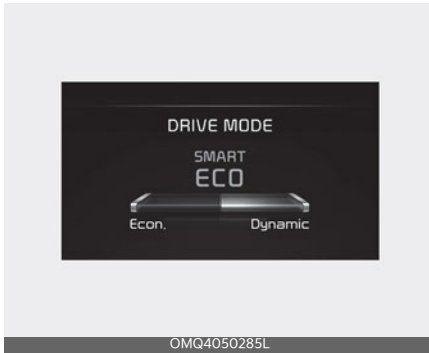 DRIVE MODE
SMART
ECO
Econ. Dynamic
OMQ4050285L